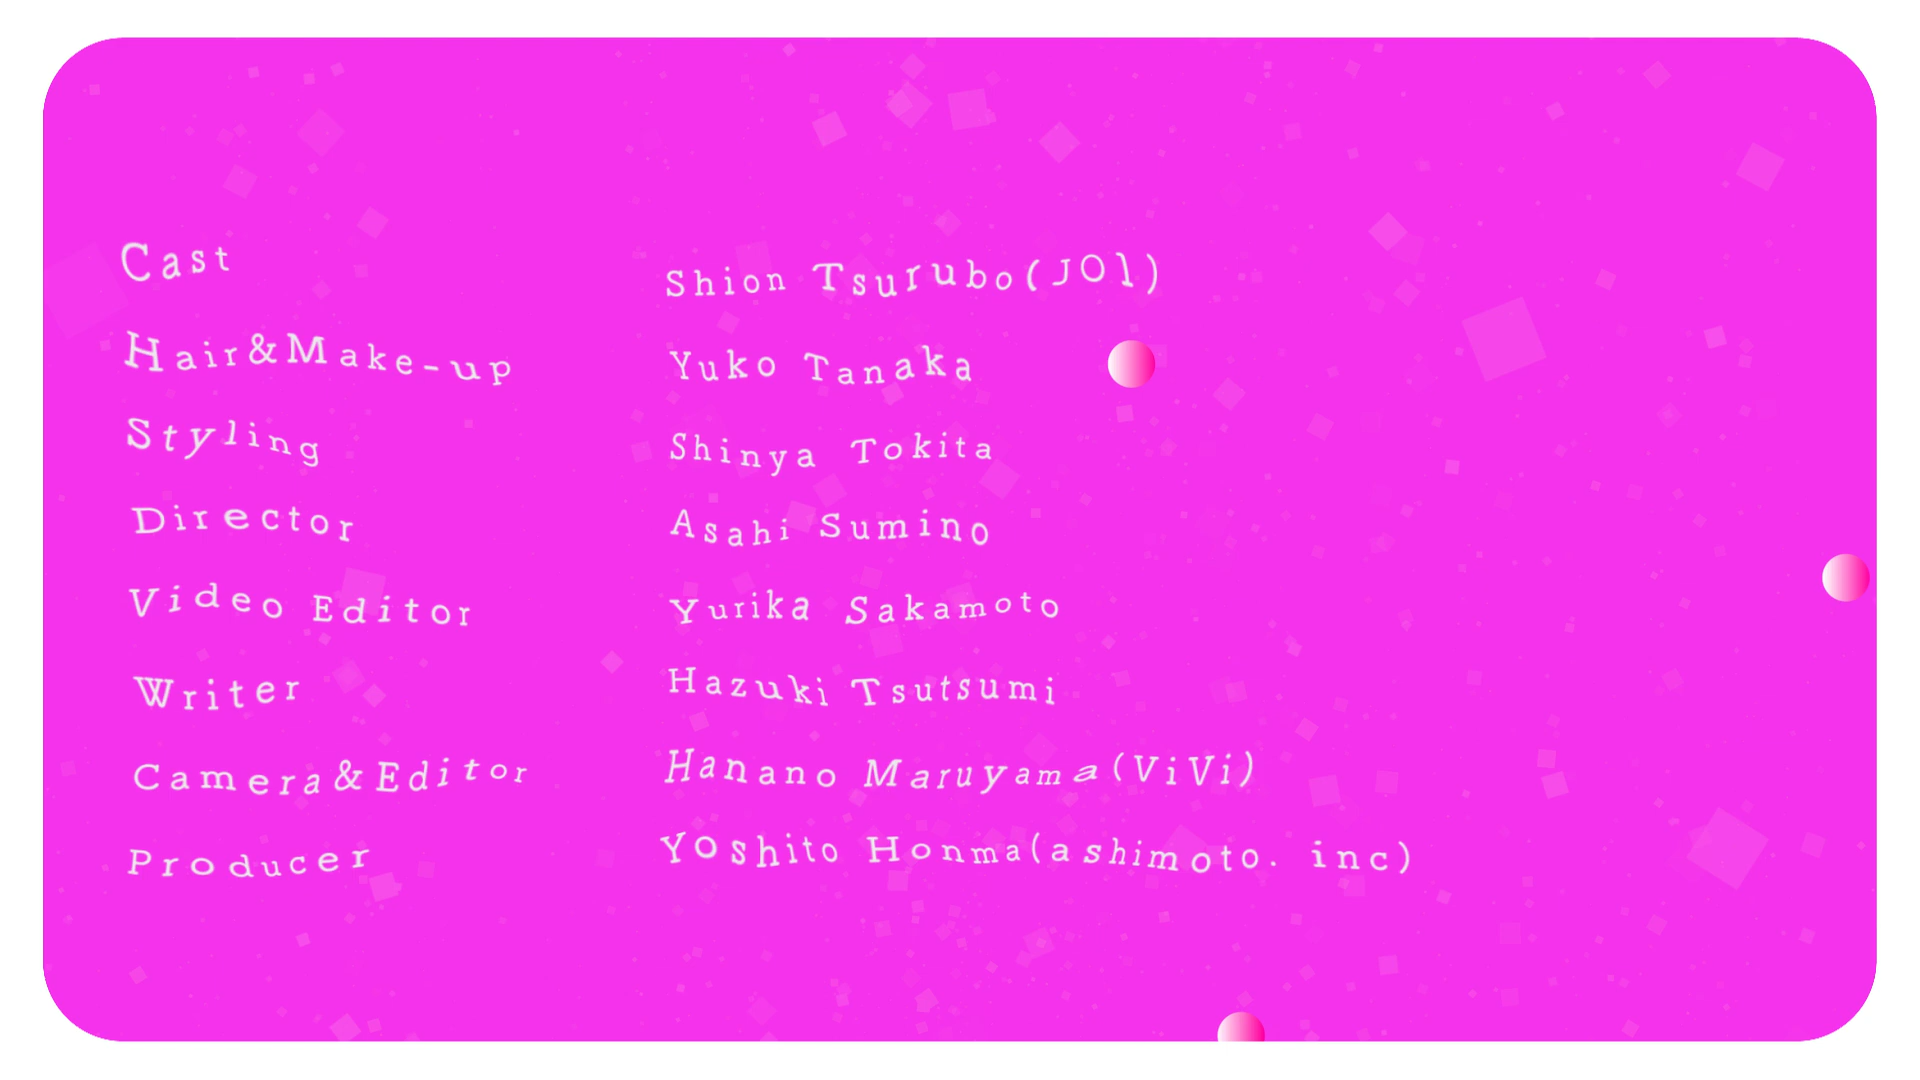 Cast Shion Tsurubo(JO1)
Hair&Make-up Yuko Tanaka
Styling Shinya Tokita
Director Asahi Sumino
Video Editor Yurika Sakamoto
Writer Hazuki Tsutsumi
Camera&Editor Hanano Maruyama(ViVi)
Producer Yoshito Honma(ashimoto. inc)